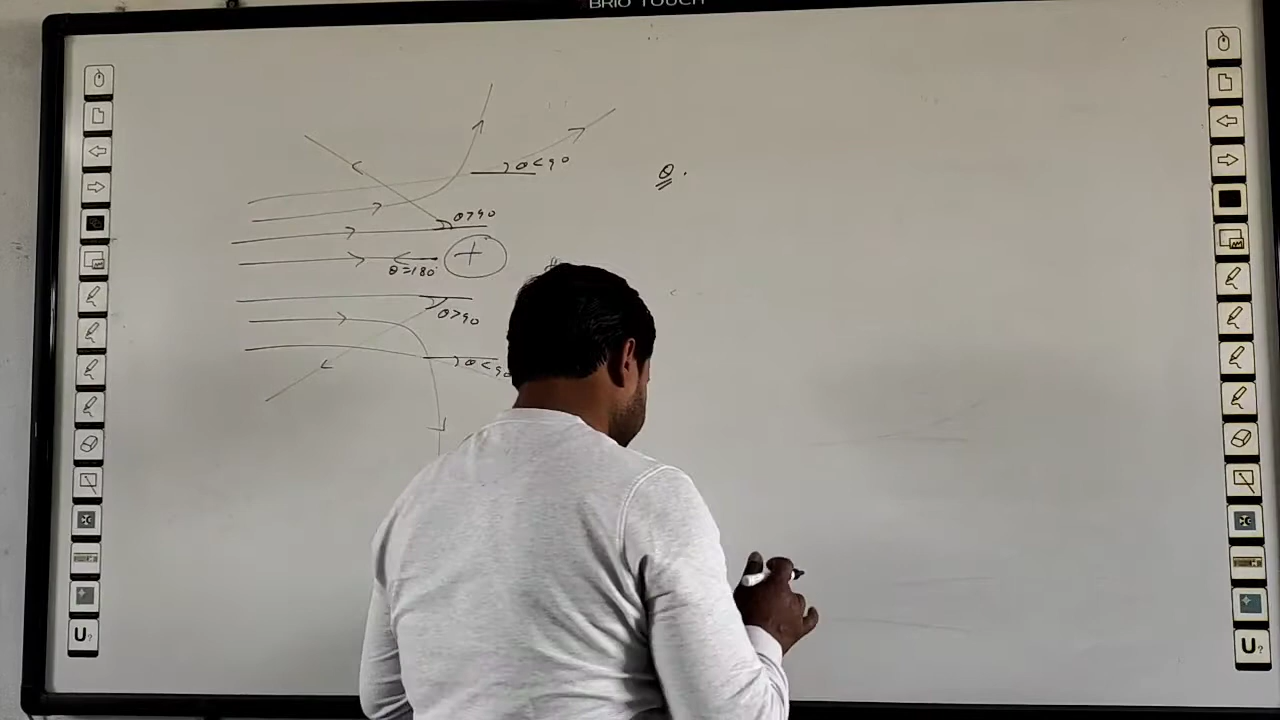 BRIO TOUCH
θ < 90
θ.
θ > 90
+
θ = 180°
θ > 90
θ < 90
U?
U?